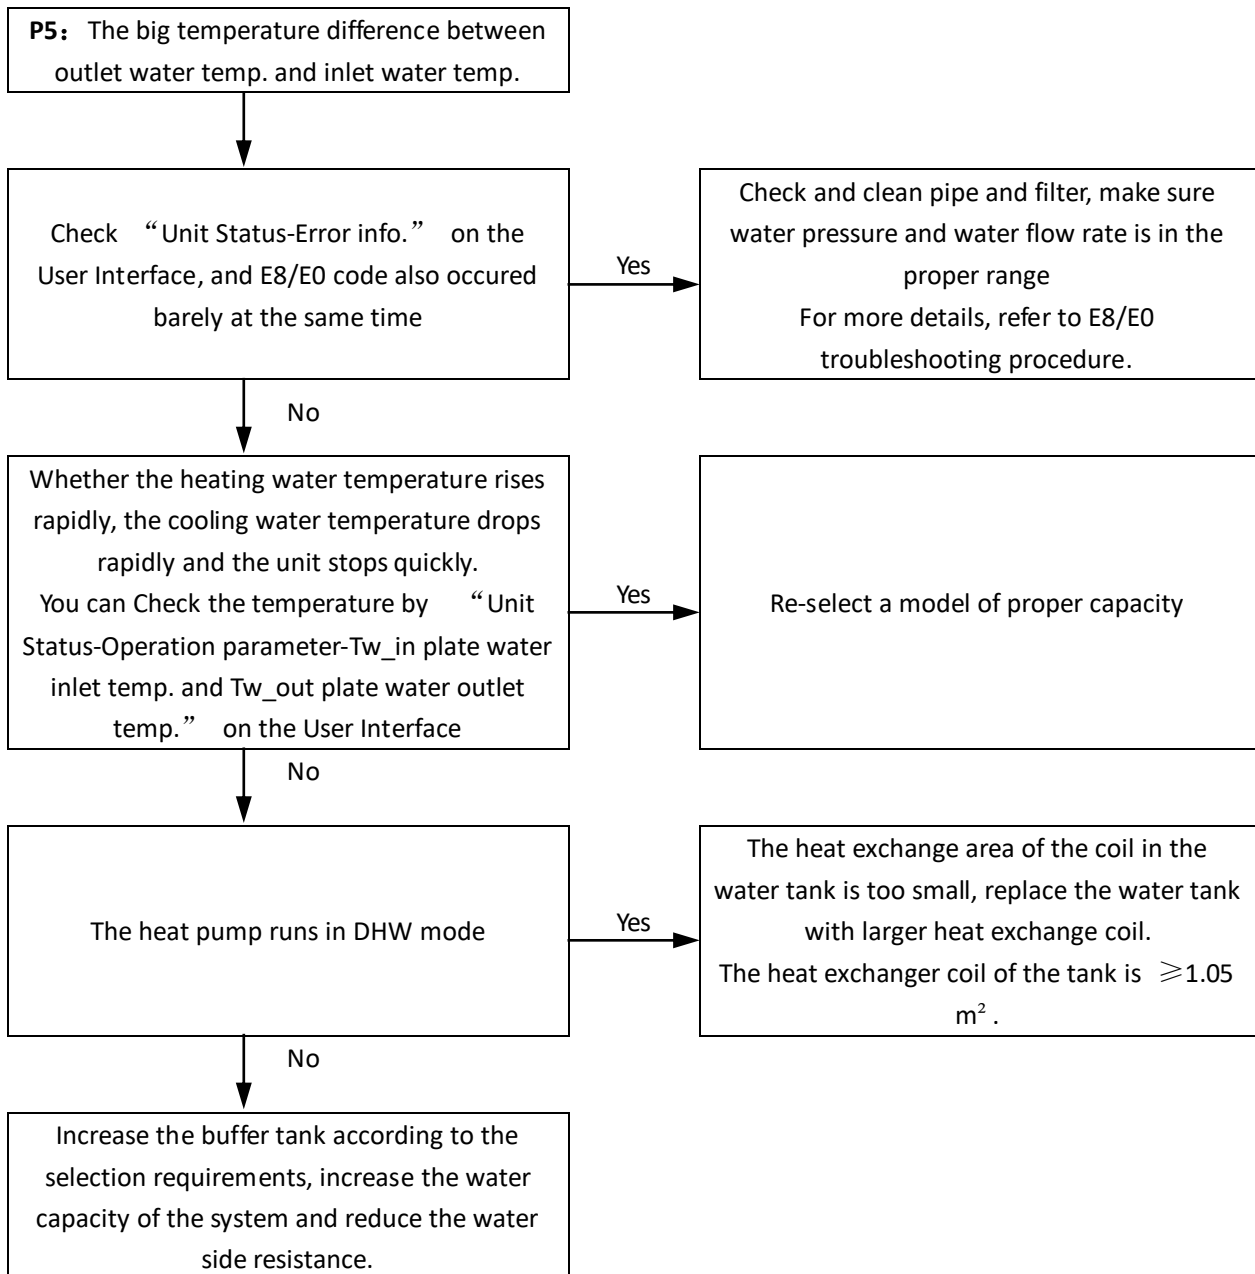 P5： The big temperature difference between
outlet water temp. and inlet water temp.
Check “Unit Status-Error info.” on the
User Interface, and E8/E0 code also occured
barely at the same time
Yes
Check and clean pipe and filter, make sure
water pressure and water flow rate is in the
proper range
For more details, refer to E8/E0
troubleshooting procedure.
No
Whether the heating water temperature rises
rapidly, the cooling water temperature drops
rapidly and the unit stops quickly.
You can Check the temperature by “Unit
Status-Operation parameter-Tw_in plate water
inlet temp. and Tw_out plate water outlet
temp.” on the User Interface
Yes
Re-select a model of proper capacity
No
The heat pump runs in DHW mode
Yes
The heat exchange area of the coil in the
water tank is too small, replace the water tank
with larger heat exchange coil.
The heat exchanger coil of the tank is ≥1.05
m² .
No
Increase the buffer tank according to the
selection requirements, increase the water
capacity of the system and reduce the water
side resistance.